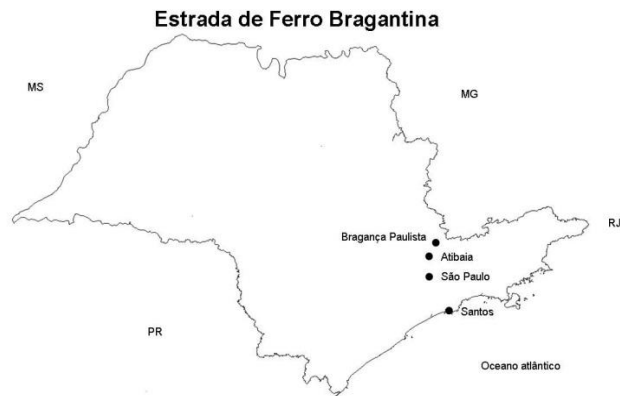 Estrada de Ferro Bragantina
MS
MG
Bragança Paulista
RJ
Atibaia
São Paulo
Santos
PR
Oceano atlântico